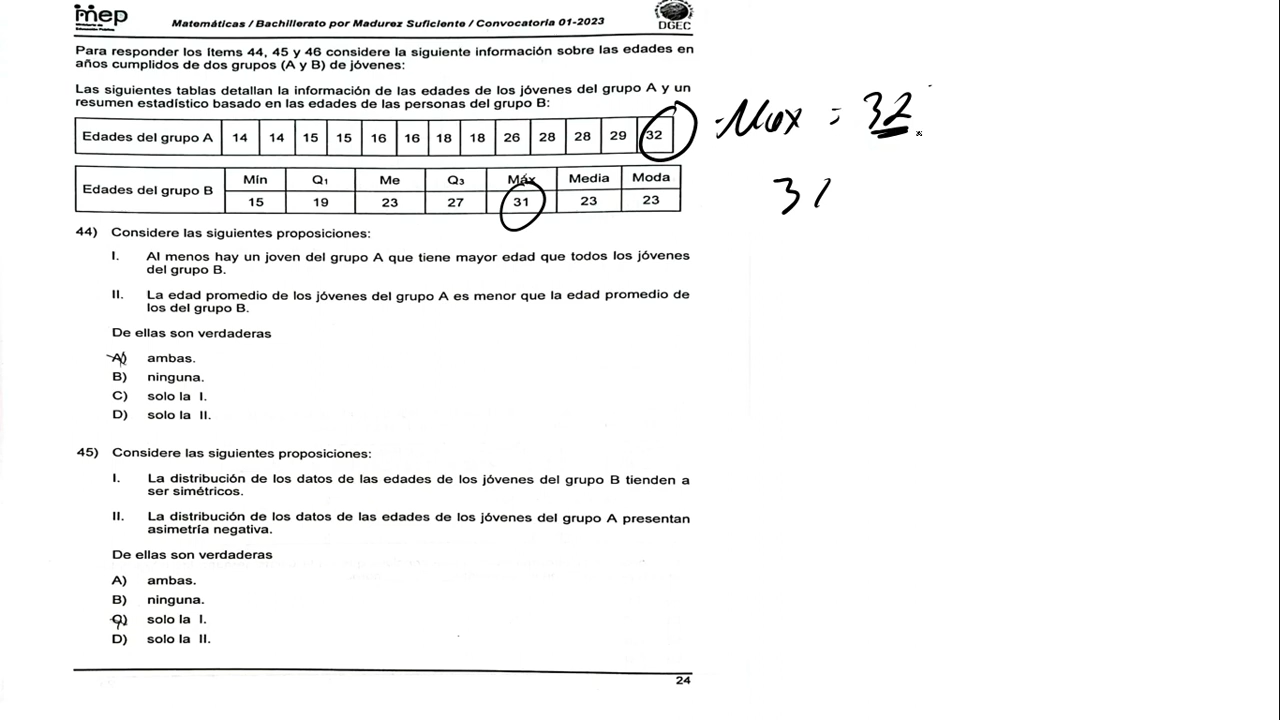 mep
Ministerio de
Educación Pública
Matemáticas / Bachillerato por Madurez Suficiente / Convocatoria 01-2023
DGEC
Para responder los ítems 44, 45 y 46 considere la siguiente información sobre las edades en
años cumplidos de dos grupos (A y B) de jóvenes:
Las siguientes tablas detallan la información de las edades de los jóvenes del grupo A y un
resumen estadístico basado en las edades de las personas del grupo B:
Edades del grupo A 14 14 15 15 16 16 18 18 26 28 28 29 32
Max = 32
31
Edades del grupo B
Mín Q₁ Me Q₃ Máx Media Moda
15 19 23 27 31 23 23
44) Considere las siguientes proposiciones:
I. Al menos hay un joven del grupo A que tiene mayor edad que todos los jóvenes
del grupo B.
II. La edad promedio de los jóvenes del grupo A es menor que la edad promedio de
los del grupo B.
De ellas son verdaderas
A) ambas.
B) ninguna.
C) solo la I.
D) solo la II.
45) Considere las siguientes proposiciones:
I. La distribución de los datos de las edades de los jóvenes del grupo B tienden a
ser simétricos.
II. La distribución de los datos de las edades de los jóvenes del grupo A presentan
asimetría negativa.
De ellas son verdaderas
A) ambas.
B) ninguna.
C) solo la I.
D) solo la II.
24